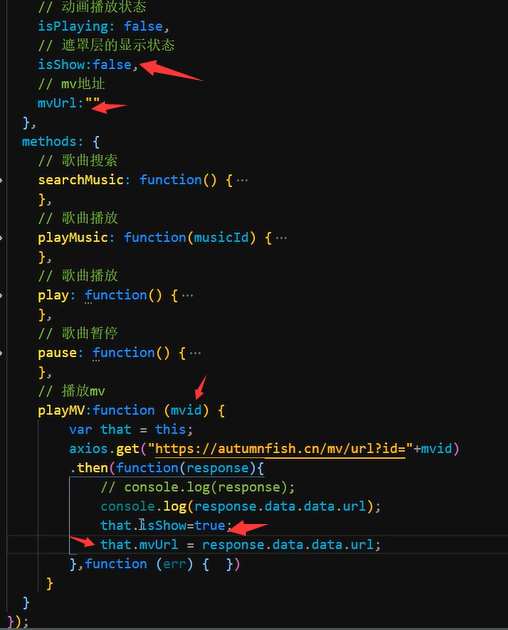 // 动画播放状态
isPlaying: false,
// 遮罩层的显示状态
isShow:false,
// mv地址
mvUrl:""
},
methods: {
// 歌曲搜索
searchMusic: function() { ···
},
// 歌曲播放
playMusic: function(musicId) { ···
},
// 歌曲播放
play: function() { ···
},
// 歌曲暂停
pause: function() { ···
},
// 播放mv
playMV:function (mvid) {
var that = this;
axios.get("https://autumnfish.cn/mv/url?id="+mvid)
.then(function(response){
// console.log(response);
console.log(response.data.data.url);
that.isShow=true;
that.mvUrl = response.data.data.url;
},function (err) {  })
}
}
});